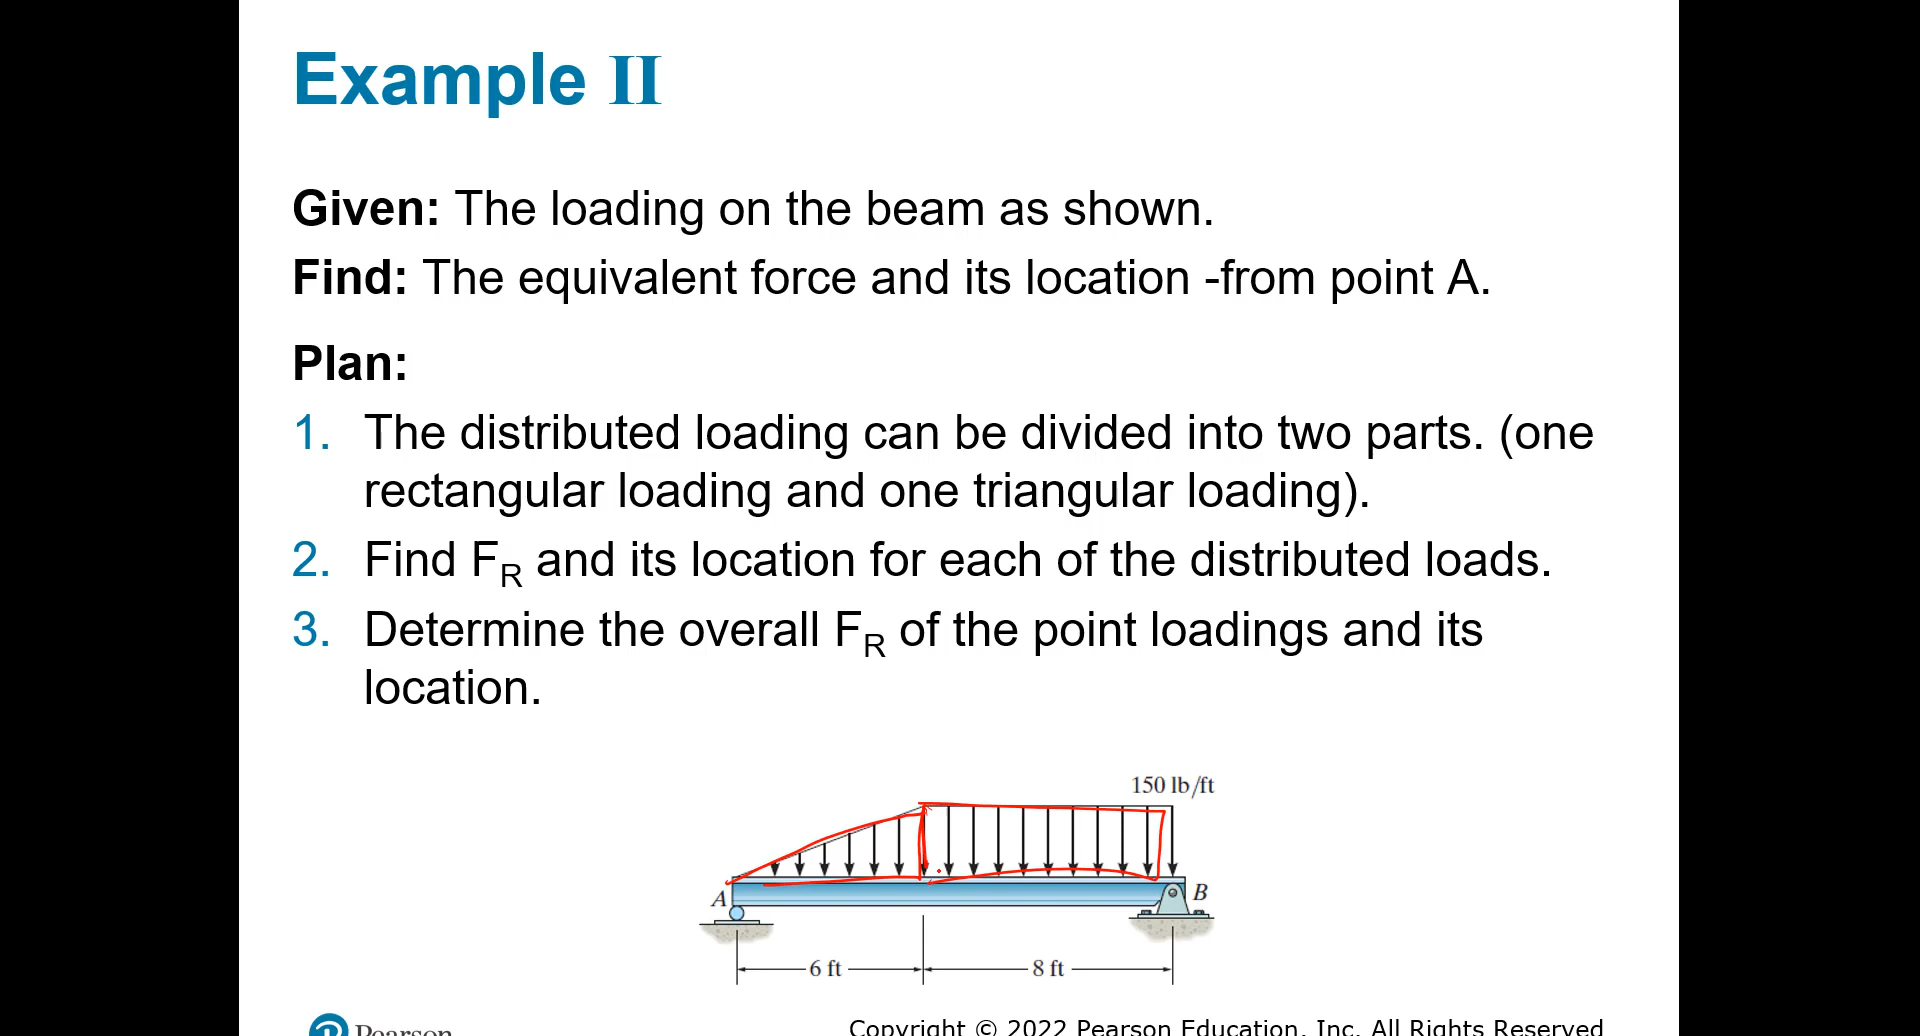 Example II
Given: The loading on the beam as shown.
Find: The equivalent force and its location -from point A.
Plan:
1. The distributed loading can be divided into two parts. (one
rectangular loading and one triangular loading).
2. Find FR and its location for each of the distributed loads.
3. Determine the overall FR of the point loadings and its
location.
150 lb/ft
A
B
6 ft
8 ft
Pearson
Copyright © 2022 Pearson Education, Inc. All Rights Reserved